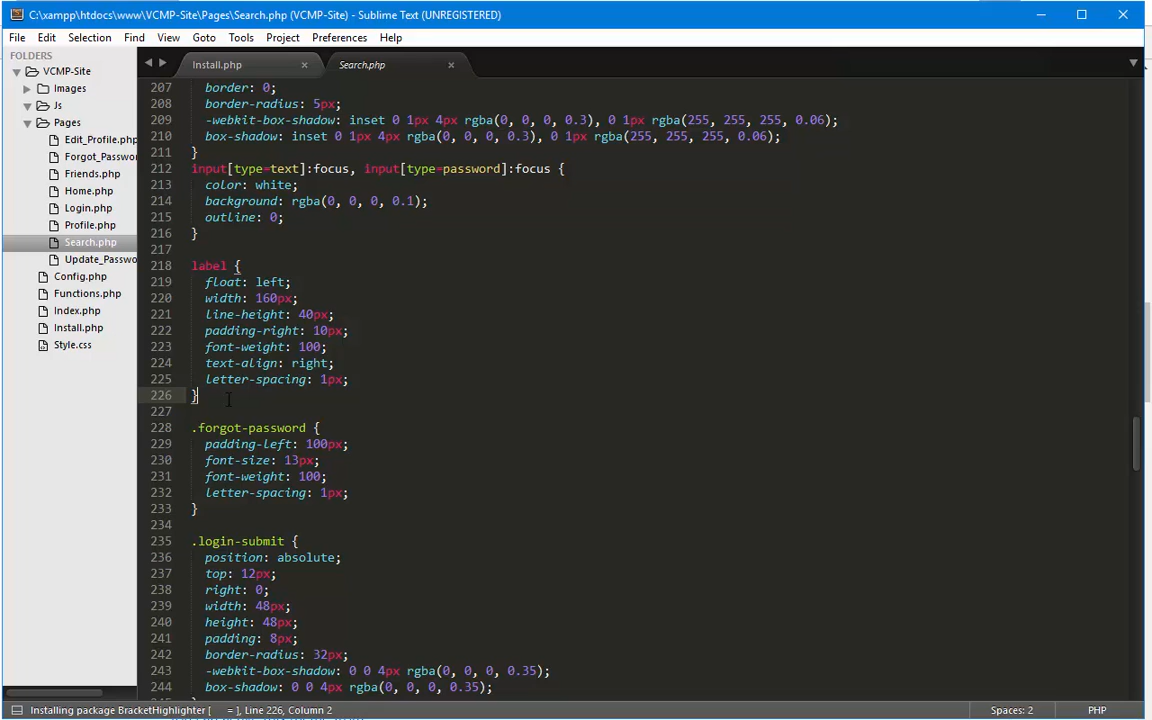 C:\xampp\htdocs\www\VCMP-Site\Pages\Search.php (VCMP-Site) - Sublime Text (UNREGISTERED)
File Edit Selection Find View Goto Tools Project Preferences Help
FOLDERS
VCMP-Site
Images
Js
Pages
Edit_Profile.php
Forgot_Passwo
Friends.php
Home.php
Login.php
Profile.php
Search.php
Update_Passwo
Config.php
Functions.php
Index.php
Install.php
Style.css
Install.php × Search.php ×
207 border: 0;
208 border-radius: 5px;
209 -webkit-box-shadow: inset 0 1px 4px rgba(0, 0, 0, 0.3), 0 1px rgba(255, 255, 255, 0.06);
210 box-shadow: inset 0 1px 4px rgba(0, 0, 0, 0.3), 0 1px rgba(255, 255, 255, 0.06);
211 }
212 input[type=text]:focus, input[type=password]:focus {
213 color: white;
214 background: rgba(0, 0, 0, 0.1);
215 outline: 0;
216 }
217
218 label {
219 float: left;
220 width: 160px;
221 line-height: 40px;
222 padding-right: 10px;
223 font-weight: 100;
224 text-align: right;
225 letter-spacing: 1px;
226 }
227
228 .forgot-password {
229 padding-left: 100px;
230 font-size: 13px;
231 font-weight: 100;
232 letter-spacing: 1px;
233 }
234
235 .login-submit {
236 position: absolute;
237 top: 12px;
238 right: 0;
239 width: 48px;
240 height: 48px;
241 padding: 8px;
242 border-radius: 32px;
243 -webkit-box-shadow: 0 0 4px rgba(0, 0, 0, 0.35);
244 box-shadow: 0 0 4px rgba(0, 0, 0, 0.35);
Installing package BracketHighlighter [ = ], Line 226, Column 2 Spaces: 2 PHP